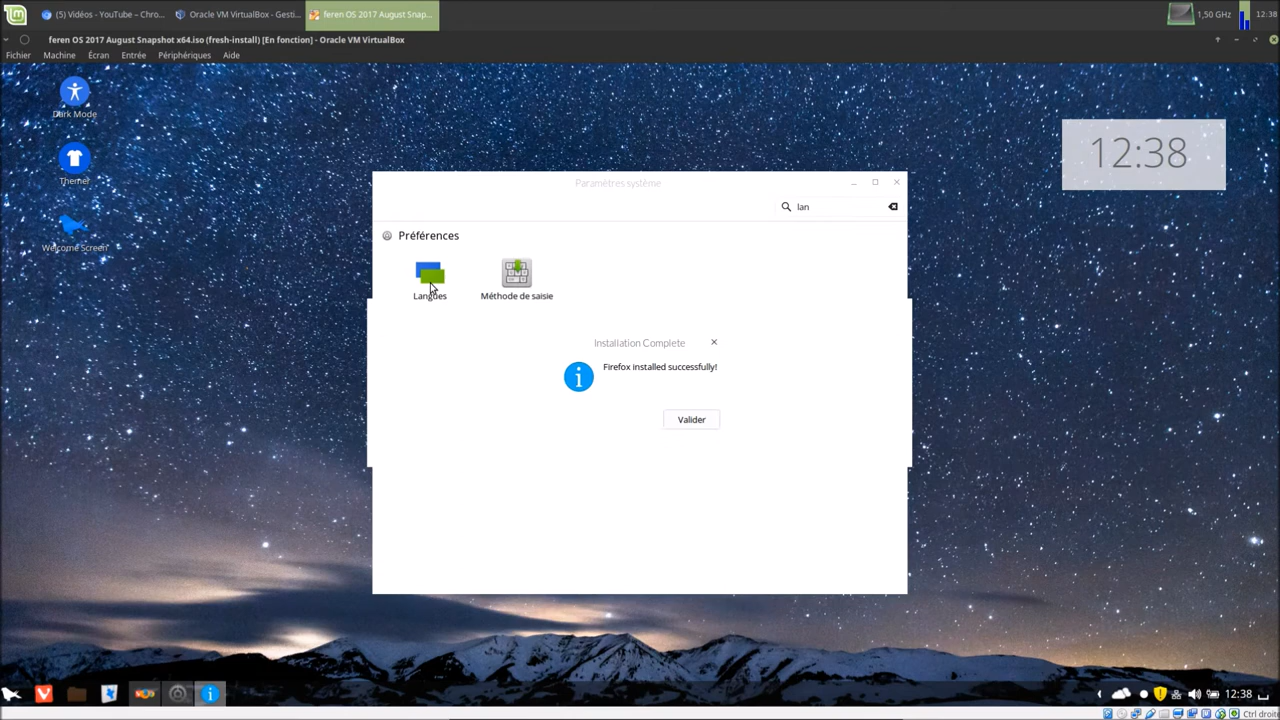 (5) Vidéos - YouTube – Chro...
Oracle VM VirtualBox - Gesti...
feren OS 2017 August Snap...
1,50 GHz
12:38
feren OS 2017 August Snapshot x64.iso (fresh-install) [En fonction] - Oracle VM VirtualBox
Fichier Machine Écran Entrée Périphériques Aide
Dark Mode
Themer
Welcome Screen
12:38
Paramètres système
lan
Préférences
Langues
Méthode de saisie
Installation Complete
Firefox installed successfully!
Valider
12:38
Ctrl droite